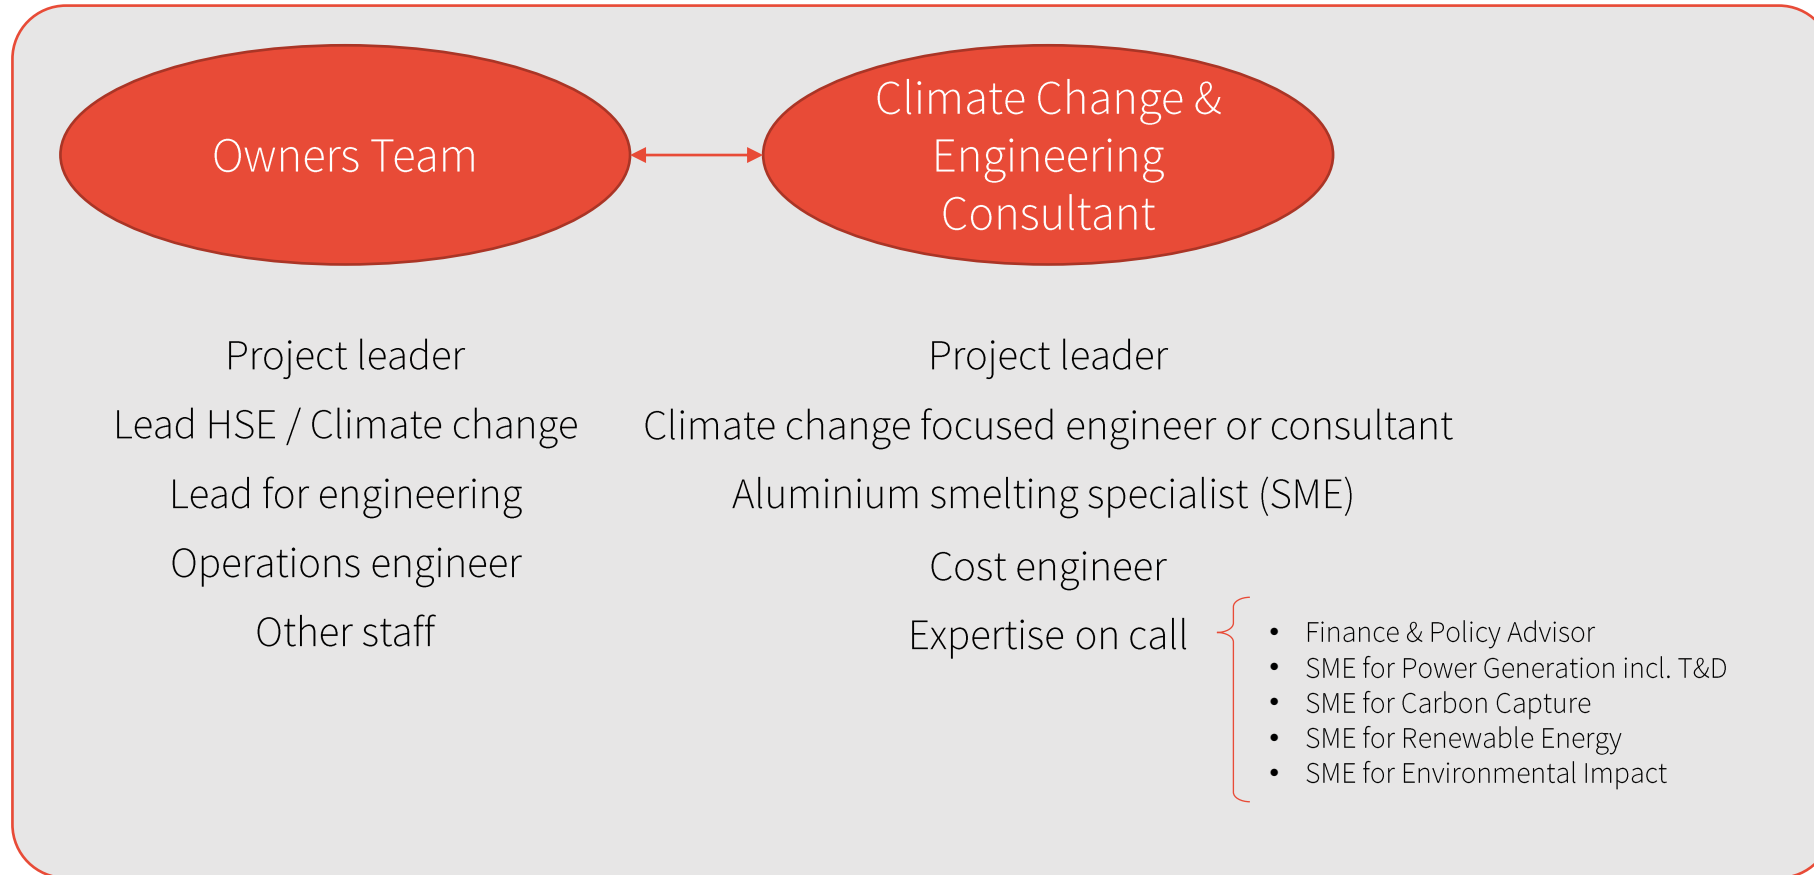 Owners Team
Climate Change &
Engineering
Consultant
Project leader
Lead HSE / Climate change
Lead for engineering
Operations engineer
Other staff
Project leader
Climate change focused engineer or consultant
Aluminium smelting specialist (SME)
Cost engineer
Expertise on call
• Finance & Policy Advisor
• SME for Power Generation incl. T&D
• SME for Carbon Capture
• SME for Renewable Energy
• SME for Environmental Impact